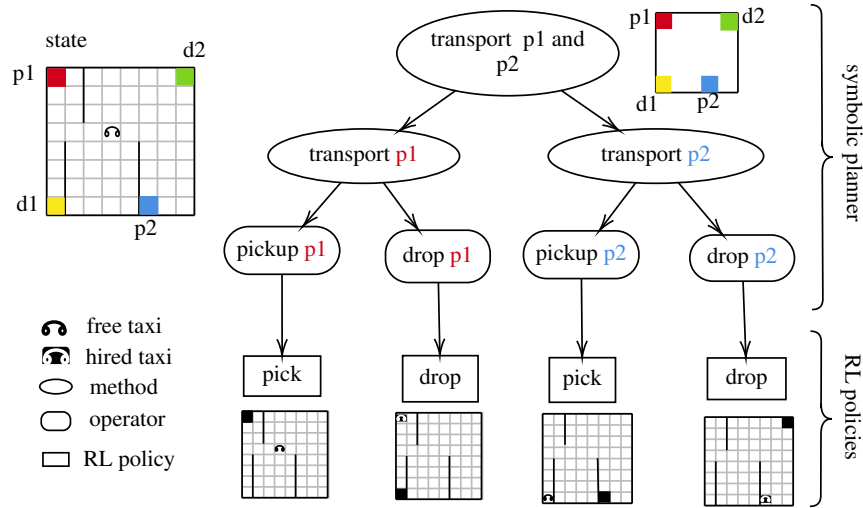 state
d2
p1
d1
p2
transport p1 and
p2
p1
d2
d1
p2
transport p1
transport p2
pickup p1
drop p1
pickup p2
drop p2
symbolic planner
free taxi
hired taxi
method
operator
RL policy
pick
drop
pick
drop
RL policies